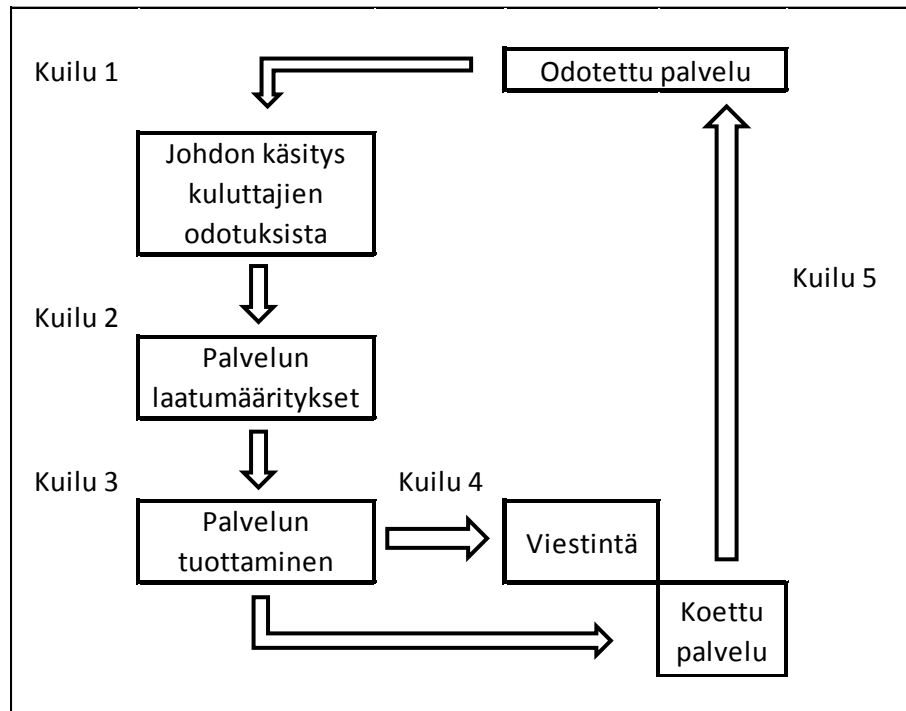 Kuilu 1
Odotettu palvelu
Johdon käsitys
kuluttajien
odotuksista
Kuilu 5
Kuilu 2
Palvelun
laatumääritykset
Kuilu 3
Kuilu 4
Palvelun
tuottaminen
Viestintä
Koettu
palvelu